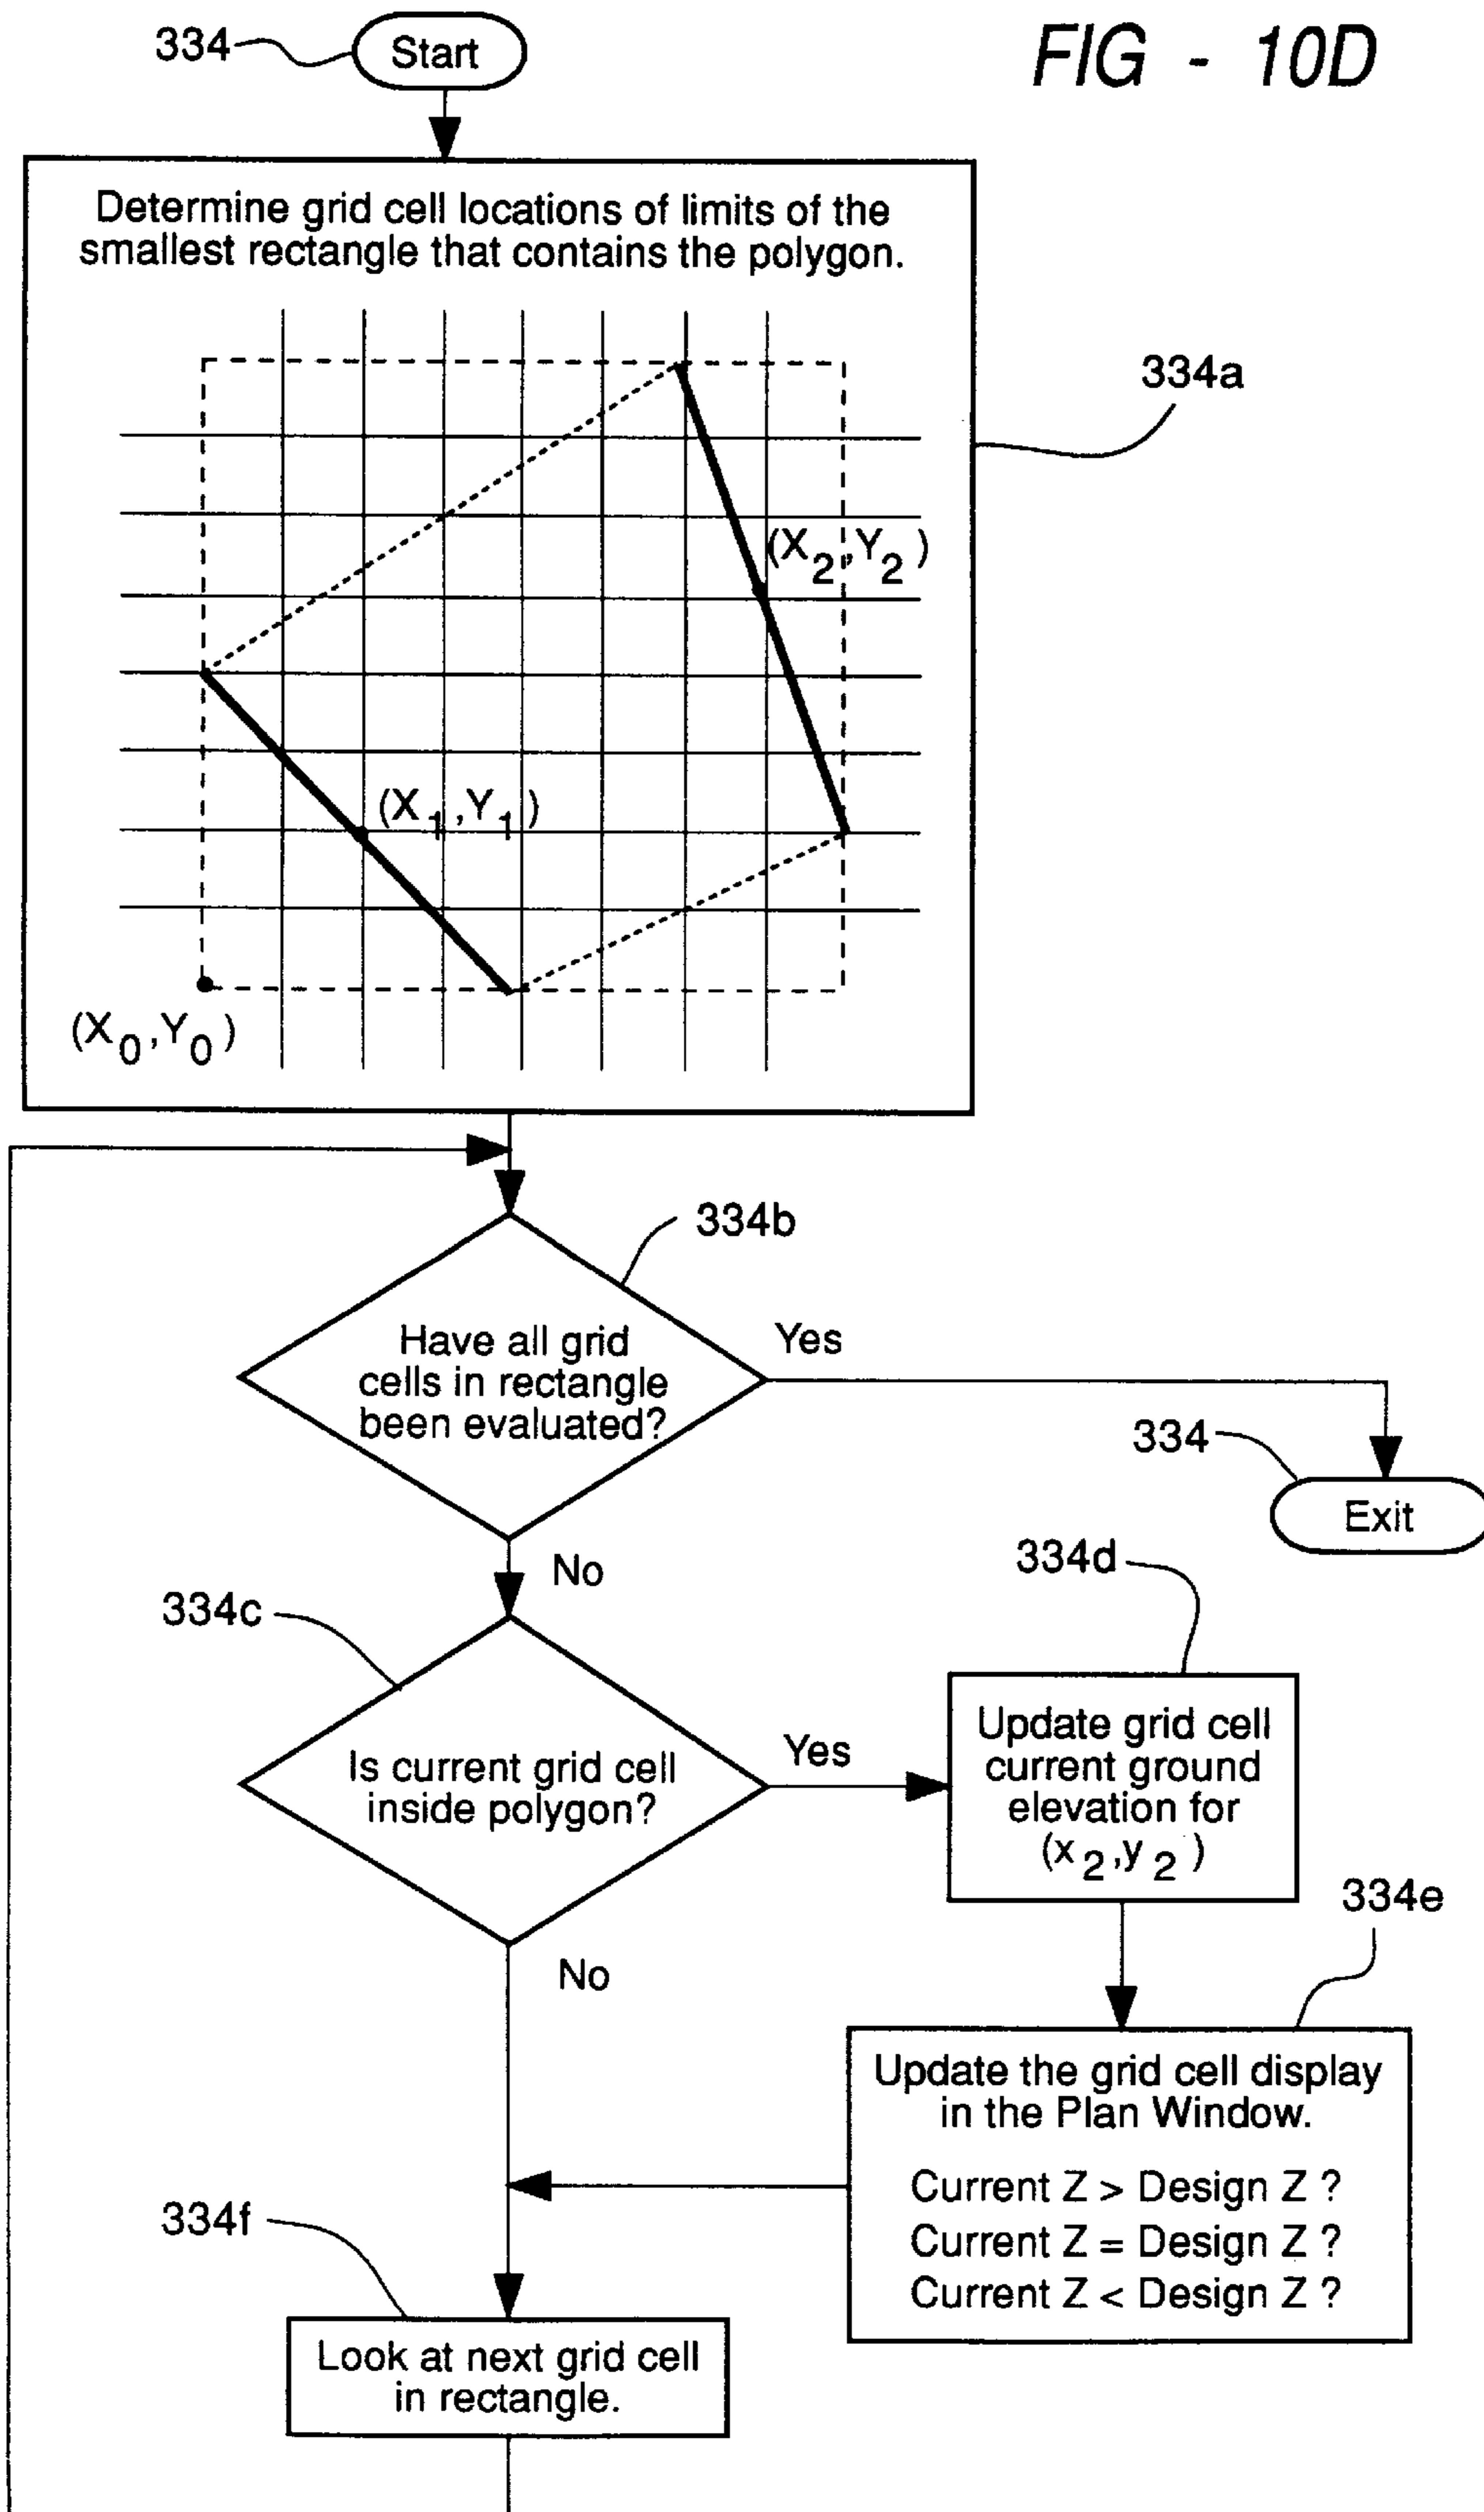 334
Start
FIG - 10D
Determine grid cell locations of limits of the
smallest rectangle that contains the polygon.
334a
(X2,Y2)
(X1,Y1)
(X0,Y0)
334b
Have all grid
cells in rectangle
been evaluated?
Yes
334
Exit
No
334c
334d
Is current grid cell
inside polygon?
Yes
Update grid cell
current ground
elevation for
(x2,y2)
334e
No
Update the grid cell display
in the Plan Window.
Current Z > Design Z ?
Current Z = Design Z ?
Current Z < Design Z ?
334f
Look at next grid cell
in rectangle.